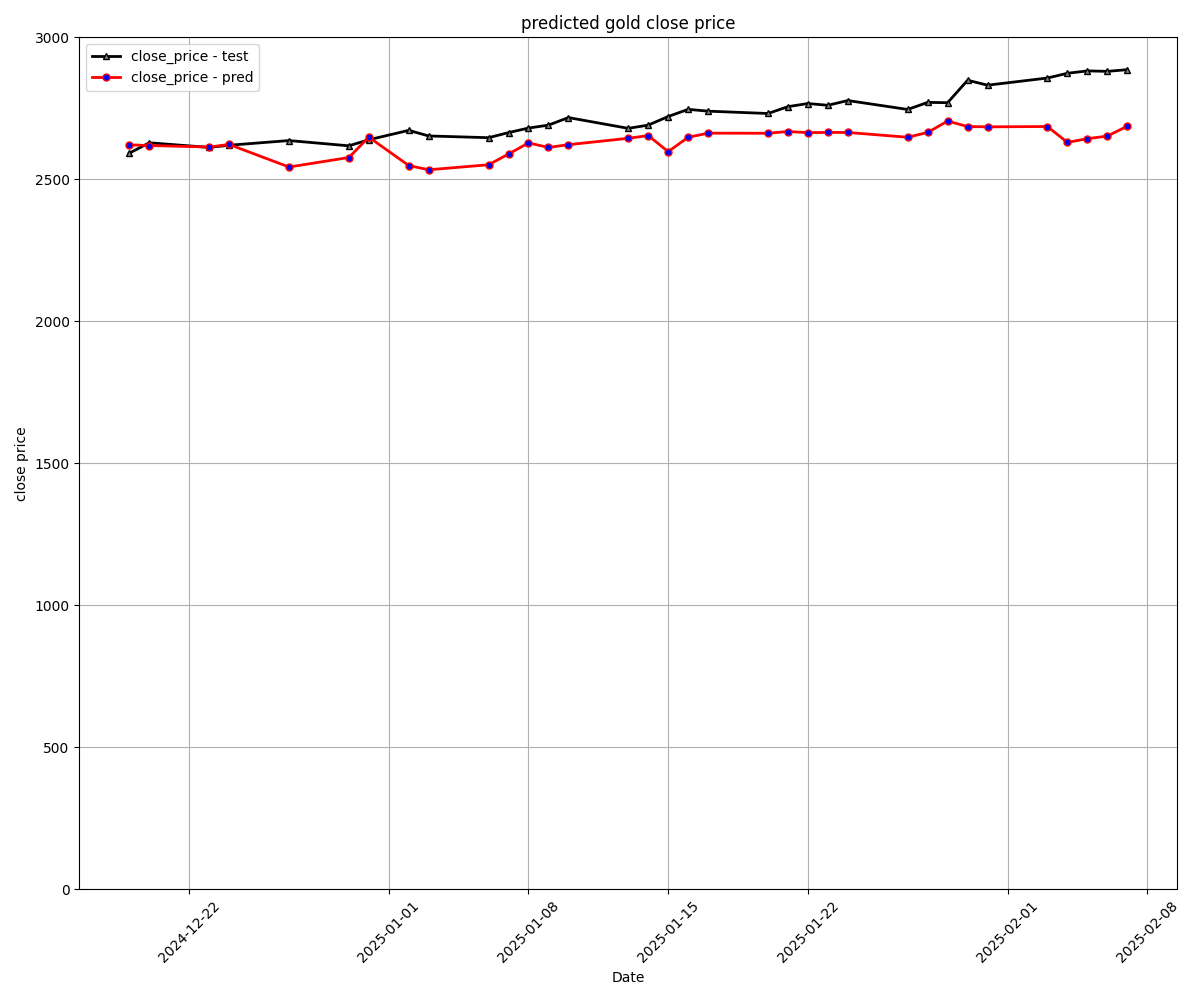 predicted gold close price
close_price - test
close_price - pred
3000
2500
2000
1500
1000
500
0
close price
2024-12-22
2025-01-01
2025-01-08
2025-01-15
2025-01-22
2025-02-01
2025-02-08
Date